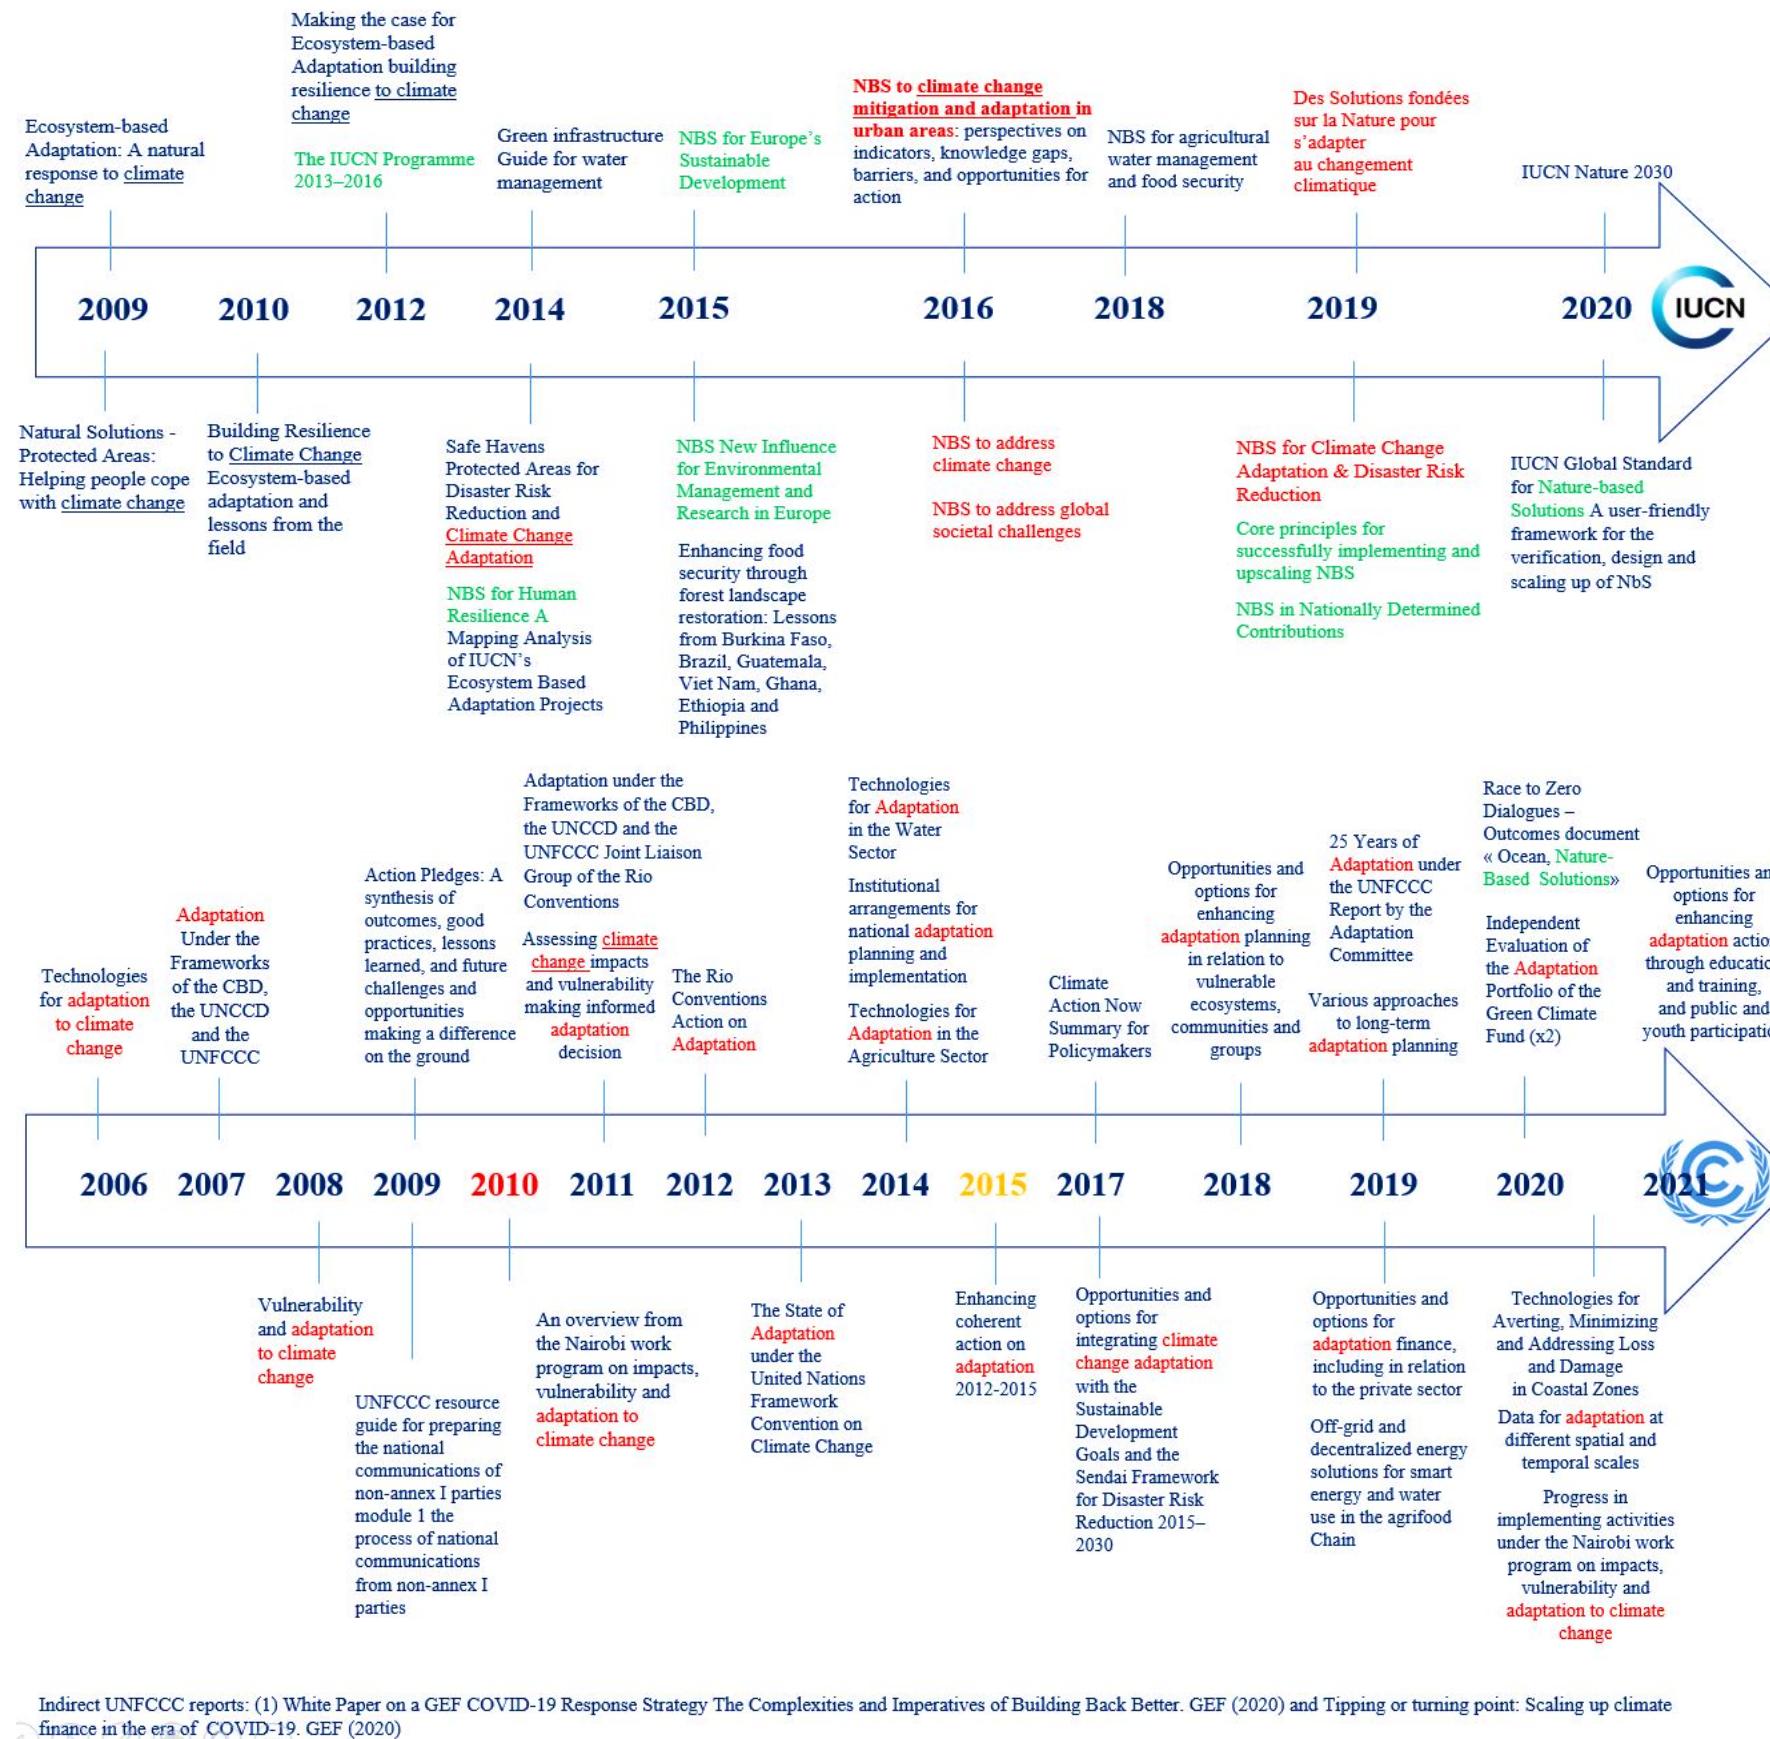 Making the case for
Ecosystem-based
Adaptation building
resilience to climate
change
The IUCN Programme
2013–2016
Ecosystem-based
Adaptation: A natural
response to climate
change
Green infrastructure
Guide for water
management
NBS for Europe's
Sustainable
Development
NBS to climate change
mitigation and adaptation in
urban areas: perspectives on
indicators, knowledge gaps,
barriers, and opportunities for
action
NBS for agricultural
water management
and food security
Des Solutions fondées
sur la Nature pour
s'adapter
au changement
climatique
IUCN Nature 2030
2009 2010 2012 2014 2015 2016 2018 2019 2020 IUCN
Natural Solutions -
Protected Areas:
Helping people cope
with climate change
Building Resilience
to Climate Change
Ecosystem-based
adaptation and
lessons from the
field
Safe Havens
Protected Areas for
Disaster Risk
Reduction and
Climate Change
Adaptation
NBS for Human
Resilience A
Mapping Analysis
of IUCN's
Ecosystem Based
Adaptation Projects
NBS New Influence
for Environmental
Management and
Research in Europe
Enhancing food
security through
forest landscape
restoration: Lessons
from Burkina Faso,
Brazil, Guatemala,
Viet Nam, Ghana,
Ethiopia and
Philippines
NBS to address
climate change
NBS to address global
societal challenges
NBS for Climate Change
Adaptation & Disaster Risk
Reduction
Core principles for
successfully implementing and
upscaling NBS
NBS in Nationally Determined
Contributions
IUCN Global Standard
for Nature-based
Solutions A user-friendly
framework for the
verification, design and
scaling up of NbS
Technologies
for adaptation
to climate
change
Adaptation
Under the
Frameworks
of the CBD,
the UNCCD
and the
UNFCCC
Action Pledges: A
synthesis of
outcomes, good
practices, lessons
learned, and future
challenges and
opportunities
making a difference
on the ground
Adaptation under the
Frameworks of the CBD,
the UNCCD and the
UNFCCC Joint Liaison
Group of the Rio
Conventions
Assessing climate
change impacts
and vulnerability
making informed
adaptation
decision
The Rio
Conventions
Action on
Adaptation
Technologies
for Adaptation
in the Water
Sector
Institutional
arrangements for
national adaptation
planning and
implementation
Technologies for
Adaptation in the
Agriculture Sector
Climate
Action Now
Summary for
Policymakers
Opportunities and
options for
enhancing
adaptation planning
in relation to
vulnerable
ecosystems,
communities and
groups
25 Years of
Adaptation under
the UNFCCC
Report by the
Adaptation
Committee
Various approaches
to long-term
adaptation planning
Race to Zero
Dialogues –
Outcomes document
« Ocean, Nature-
Based Solutions»
Independent
Evaluation of
the Adaptation
Portfolio of the
Green Climate
Fund (x2)
Opportunities an
options for
enhancing
adaptation actio
through educatio
and training,
and public and
youth participati
2006 2007 2008 2009 2010 2011 2012 2013 2014 2015 2017 2018 2019 2020 2021
Vulnerability
and adaptation
to climate
change
UNFCCC resource
guide for preparing
the national
communications of
non-annex I parties
module 1 the
process of national
communications
from non-annex I
parties
An overview from
the Nairobi work
program on impacts,
vulnerability and
adaptation to
climate change
The State of
Adaptation
under the
United Nations
Framework
Convention on
Climate Change
Enhancing
coherent
action on
adaptation
2012-2015
Opportunities and
options for
integrating climate
change adaptation
with the
Sustainable
Development
Goals and the
Sendai Framework
for Disaster Risk
Reduction 2015–
2030
Opportunities and
options for
adaptation finance,
including in relation
to the private sector
Off-grid and
decentralized energy
solutions for smart
energy and water
use in the agrifood
Chain
Technologies for
Averting, Minimizing
and Addressing Loss
and Damage
in Coastal Zones
Data for adaptation at
different spatial and
temporal scales
Progress in
implementing activities
under the Nairobi work
program on impacts,
vulnerability and
adaptation to climate
change
Indirect UNFCCC reports: (1) White Paper on a GEF COVID-19 Response Strategy The Complexities and Imperatives of Building Back Better. GEF (2020) and Tipping or turning point: Scaling up climate
finance in the era of COVID-19. GEF (2020)